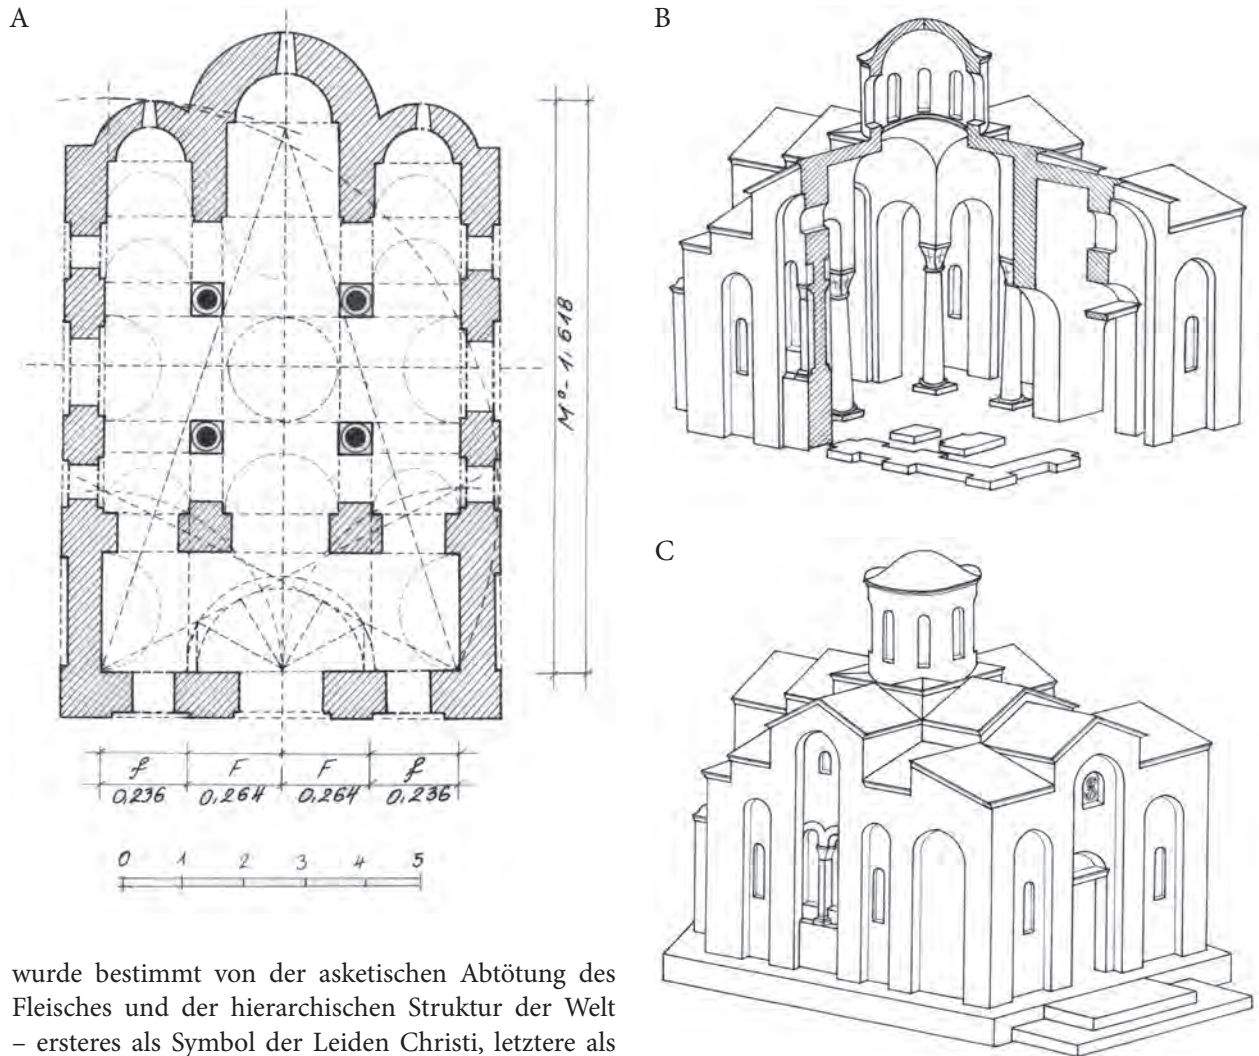 A
B
M° - 1,618
C
f F F f
0,236 0,264 0,264 0,236
0 1 2 3 4 5
wurde bestimmt von der asketischen Abtötung des
Fleisches und der hierarchischen Struktur der Welt
– ersteres als Symbol der Leiden Christi, letztere als